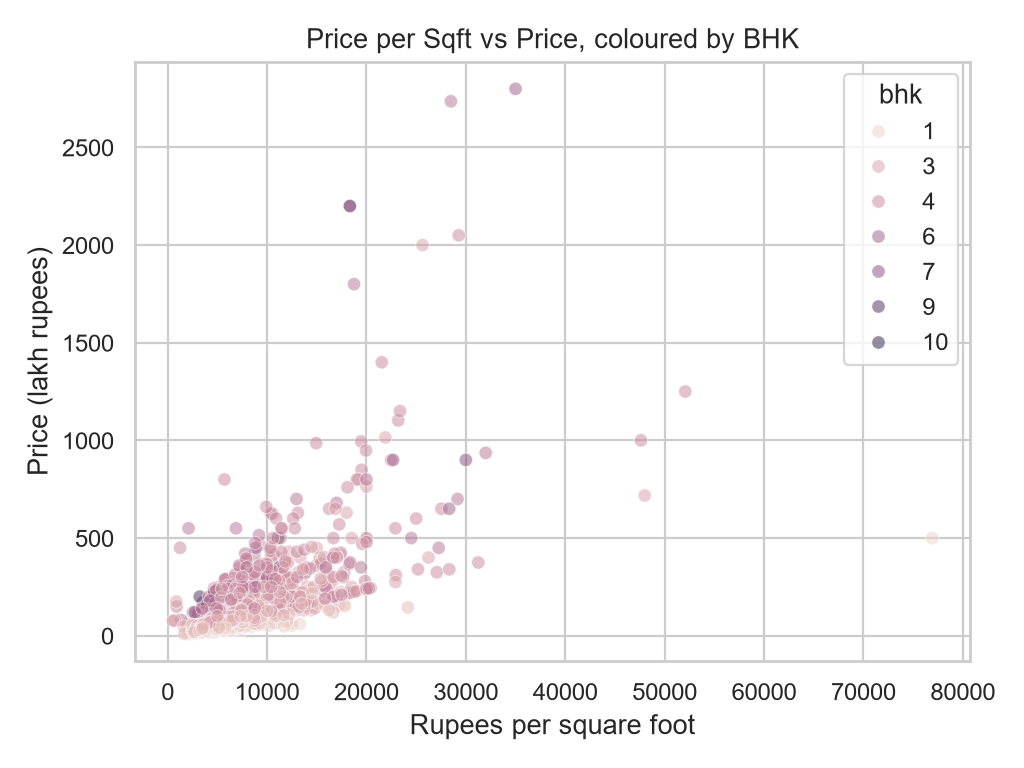 Price per Sqft vs Price, coloured by BHK
bhk
1
3
4
6
7
9
10
Price (lakh rupees)
2500
2000
1500
1000
500
0
0 10000 20000 30000 40000 50000 60000 70000 80000
Rupees per square foot